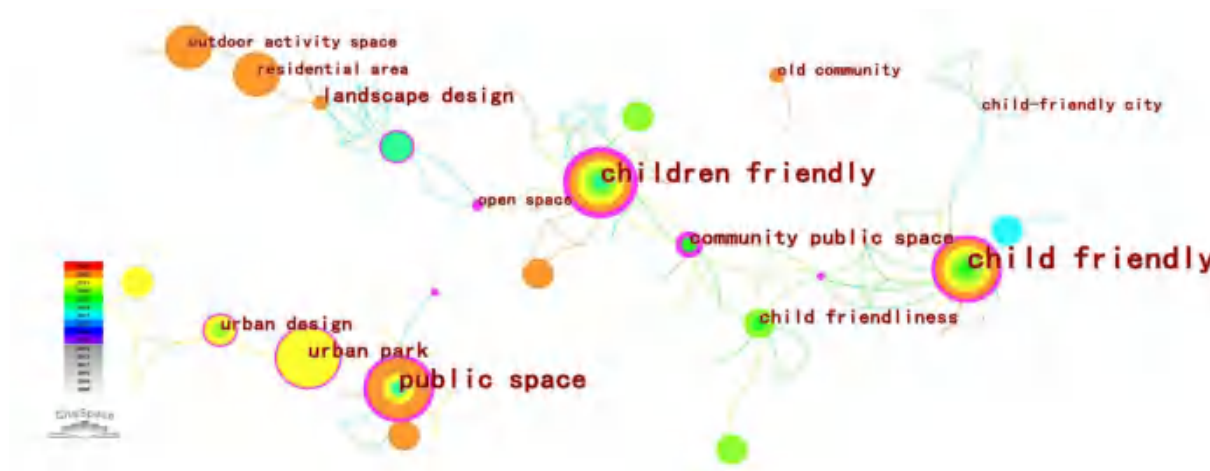 outdoor activity space
residential area
landscape design
old community
child-friendly city
children friendly
open space
community public space
child friendly
urban design
child friendliness
urban park
public space
CiteSpace